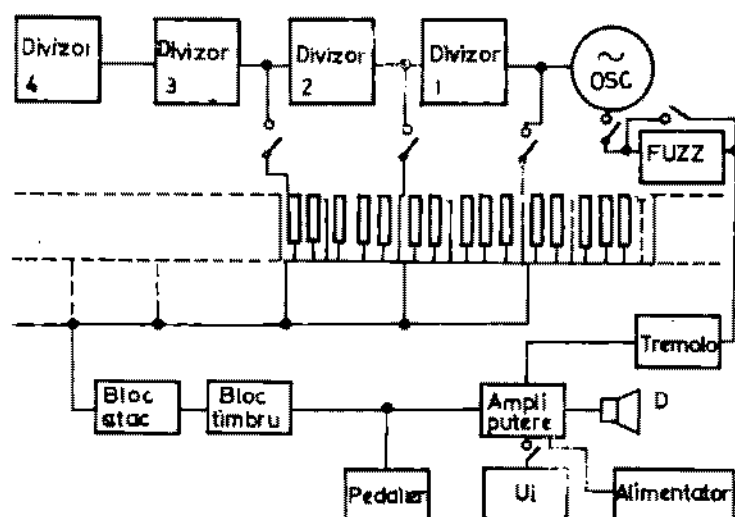 Divizor
4
Divizor
3
Divizor
2
Divizor
1
~
OSC
FUZZ
Tremolo
Bloc
atac
Bloc
timbru
Ampli
putere
D
Pedalier
Ui
Alimentator